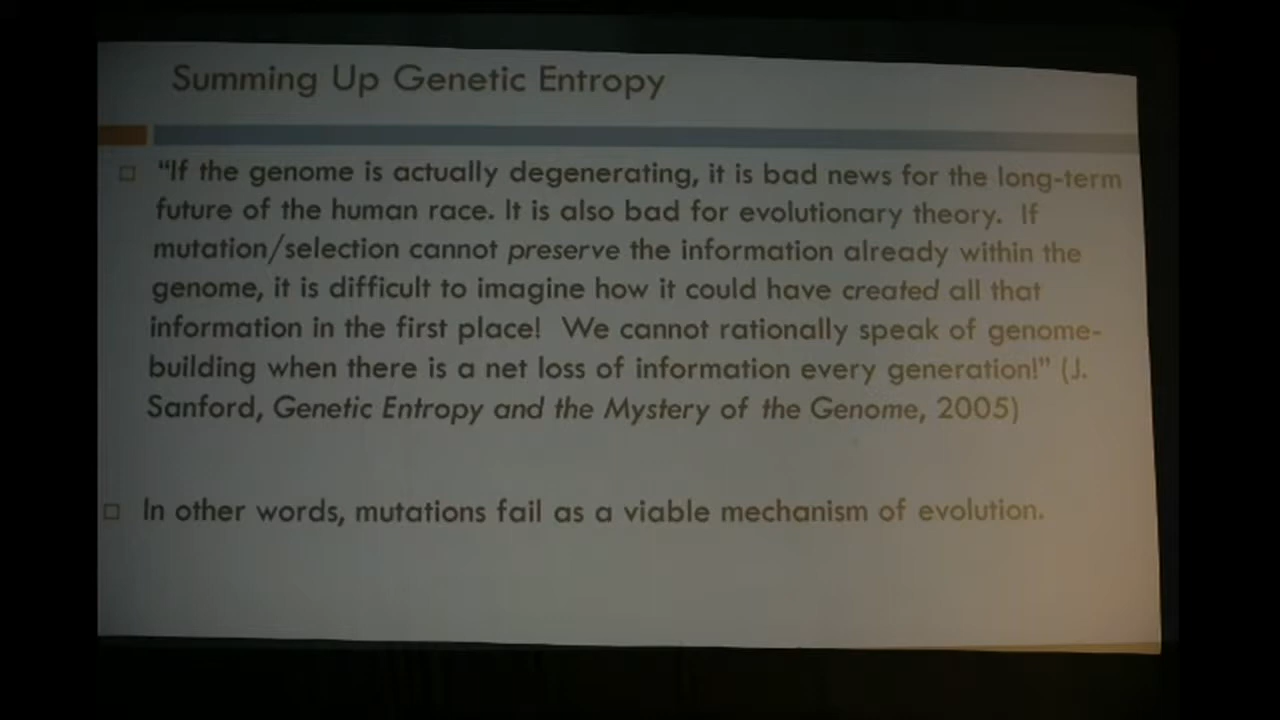 Summing Up Genetic Entropy
“If the genome is actually degenerating, it is bad news for the long-term
future of the human race. It is also bad for evolutionary theory. If
mutation/selection cannot preserve the information already within the
genome, it is difficult to imagine how it could have created all that
information in the first place! We cannot rationally speak of genome-
building when there is a net loss of information every generation!” (J.
Sanford, Genetic Entropy and the Mystery of the Genome, 2005)
In other words, mutations fail as a viable mechanism of evolution.